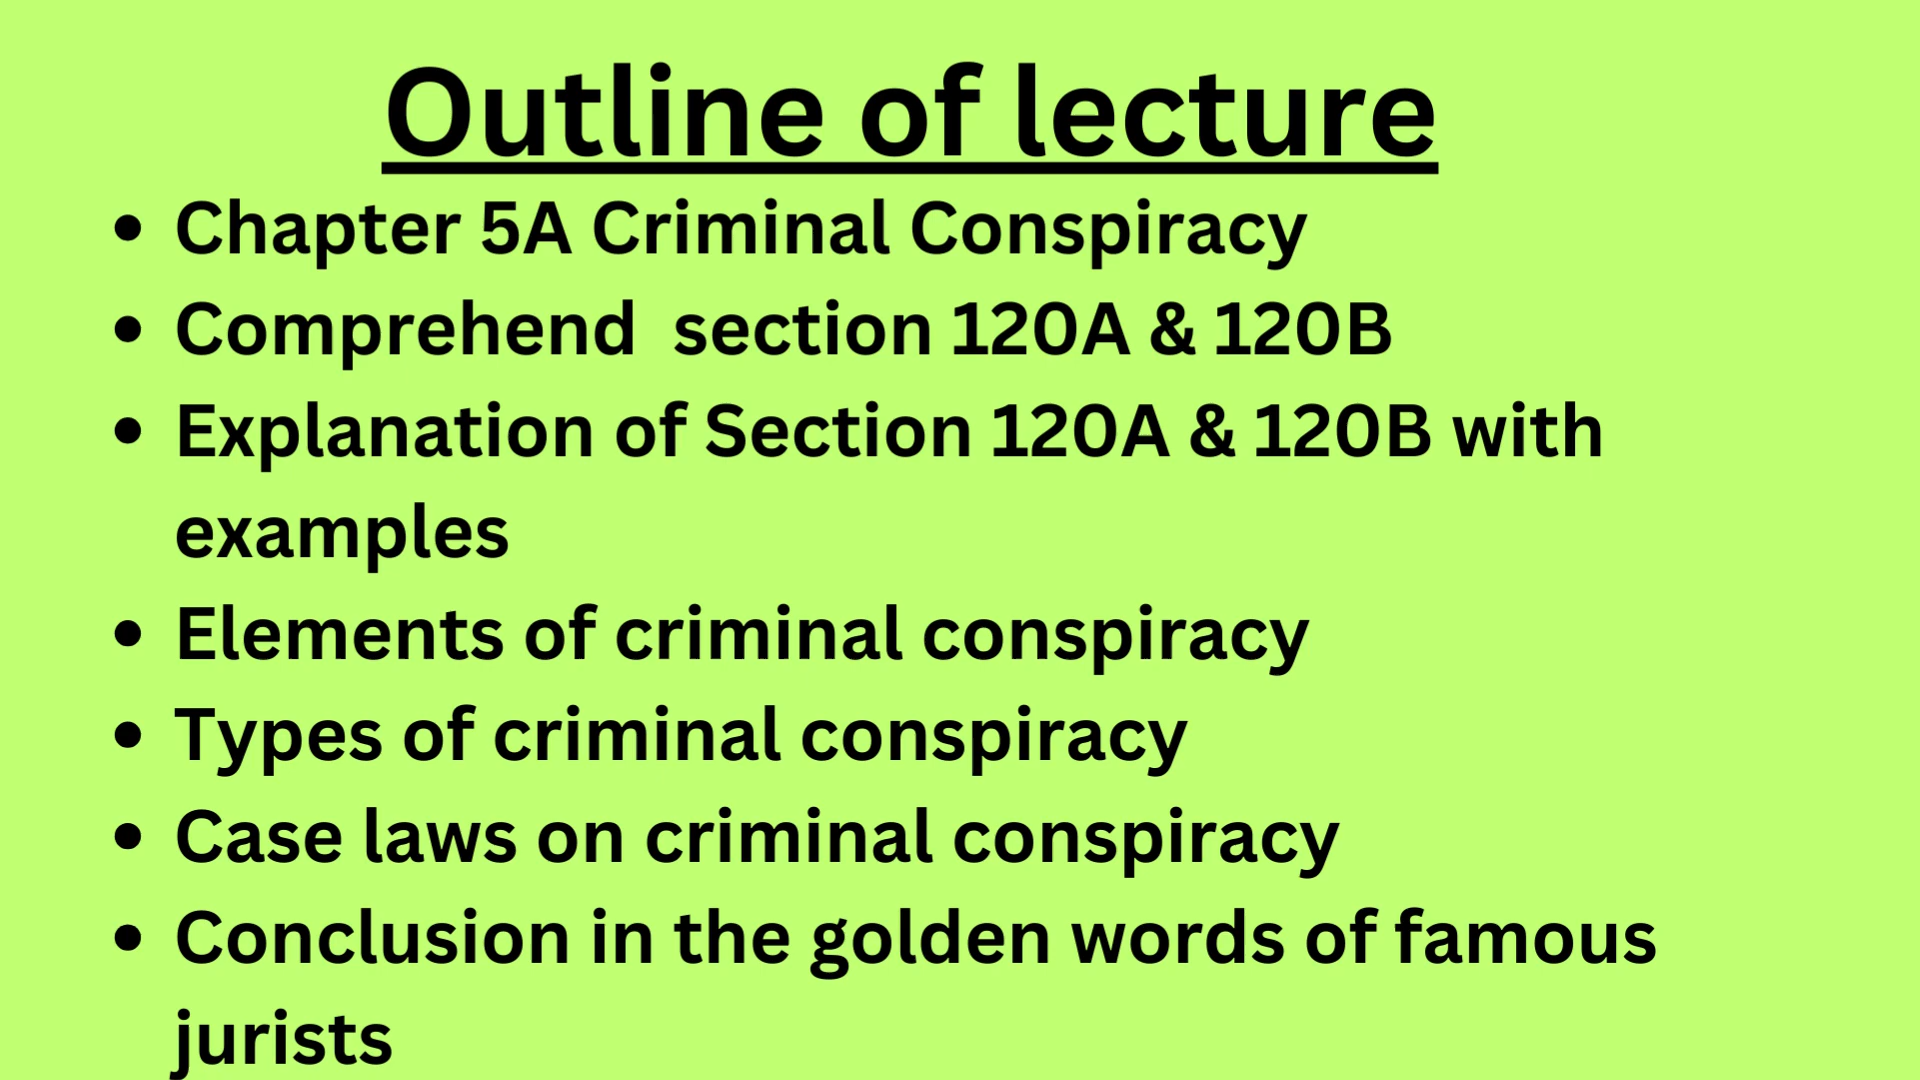 Outline of lecture
• Chapter 5A Criminal Conspiracy
• Comprehend  section 120A & 120B
• Explanation of Section 120A & 120B with
examples
• Elements of criminal conspiracy
• Types of criminal conspiracy
• Case laws on criminal conspiracy
• Conclusion in the golden words of famous
jurists